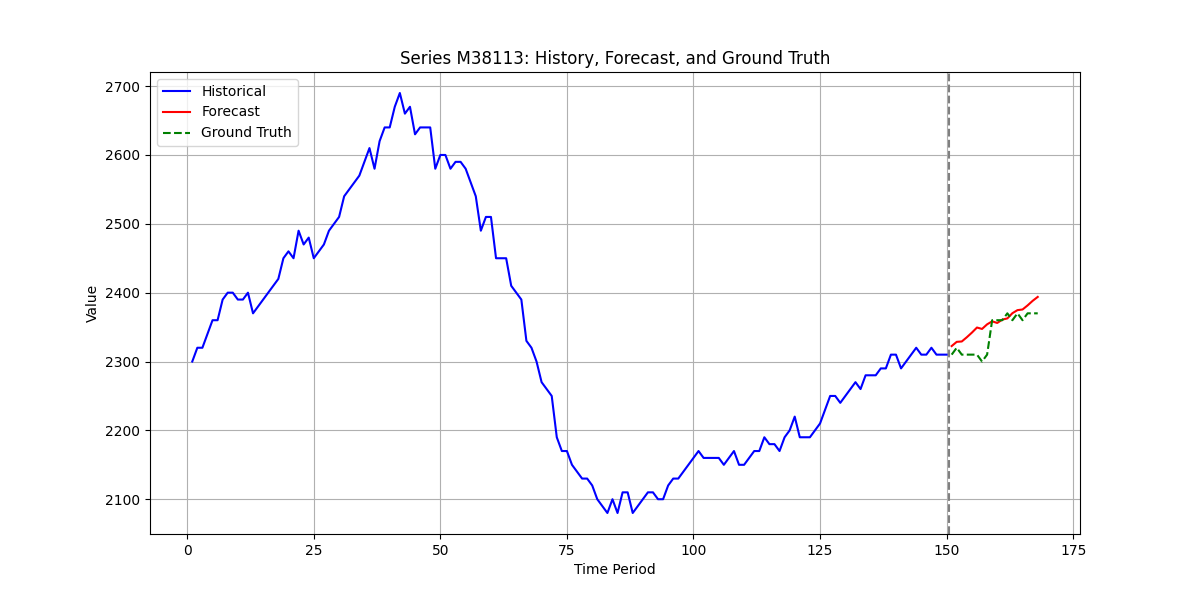 Series M38113: History, Forecast, and Ground Truth
Historical
Forecast
Ground Truth
2700
2600
2500
2400
2300
2200
2100
Value
0 25 50 75 100 125 150 175
Time Period